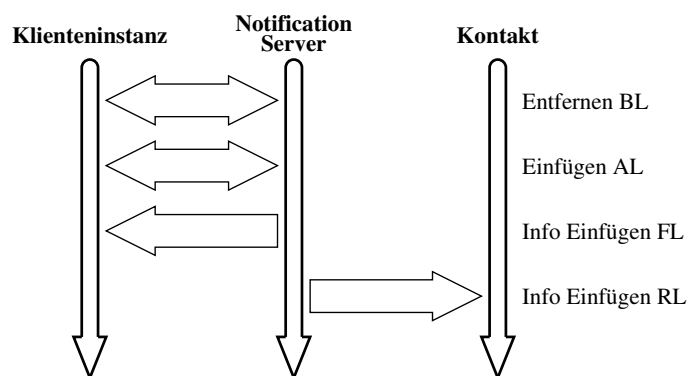 Klienteninstanz
Notification
Server
Kontakt
Entfernen BL
Einfügen AL
Info Einfügen FL
Info Einfügen RL